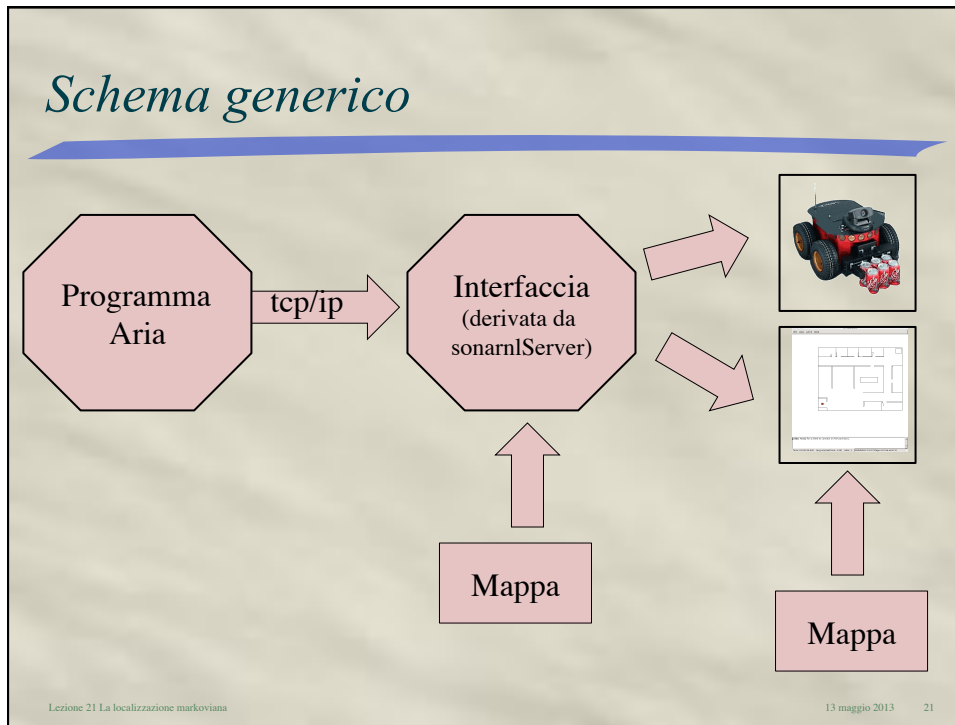 Schema generico
Programma
Aria
tcp/ip
Interfaccia
(derivata da
sonarnlServer)
Mappa
Mappa
Lezione 21 La localizzazione markoviana
13 maggio 2013
21